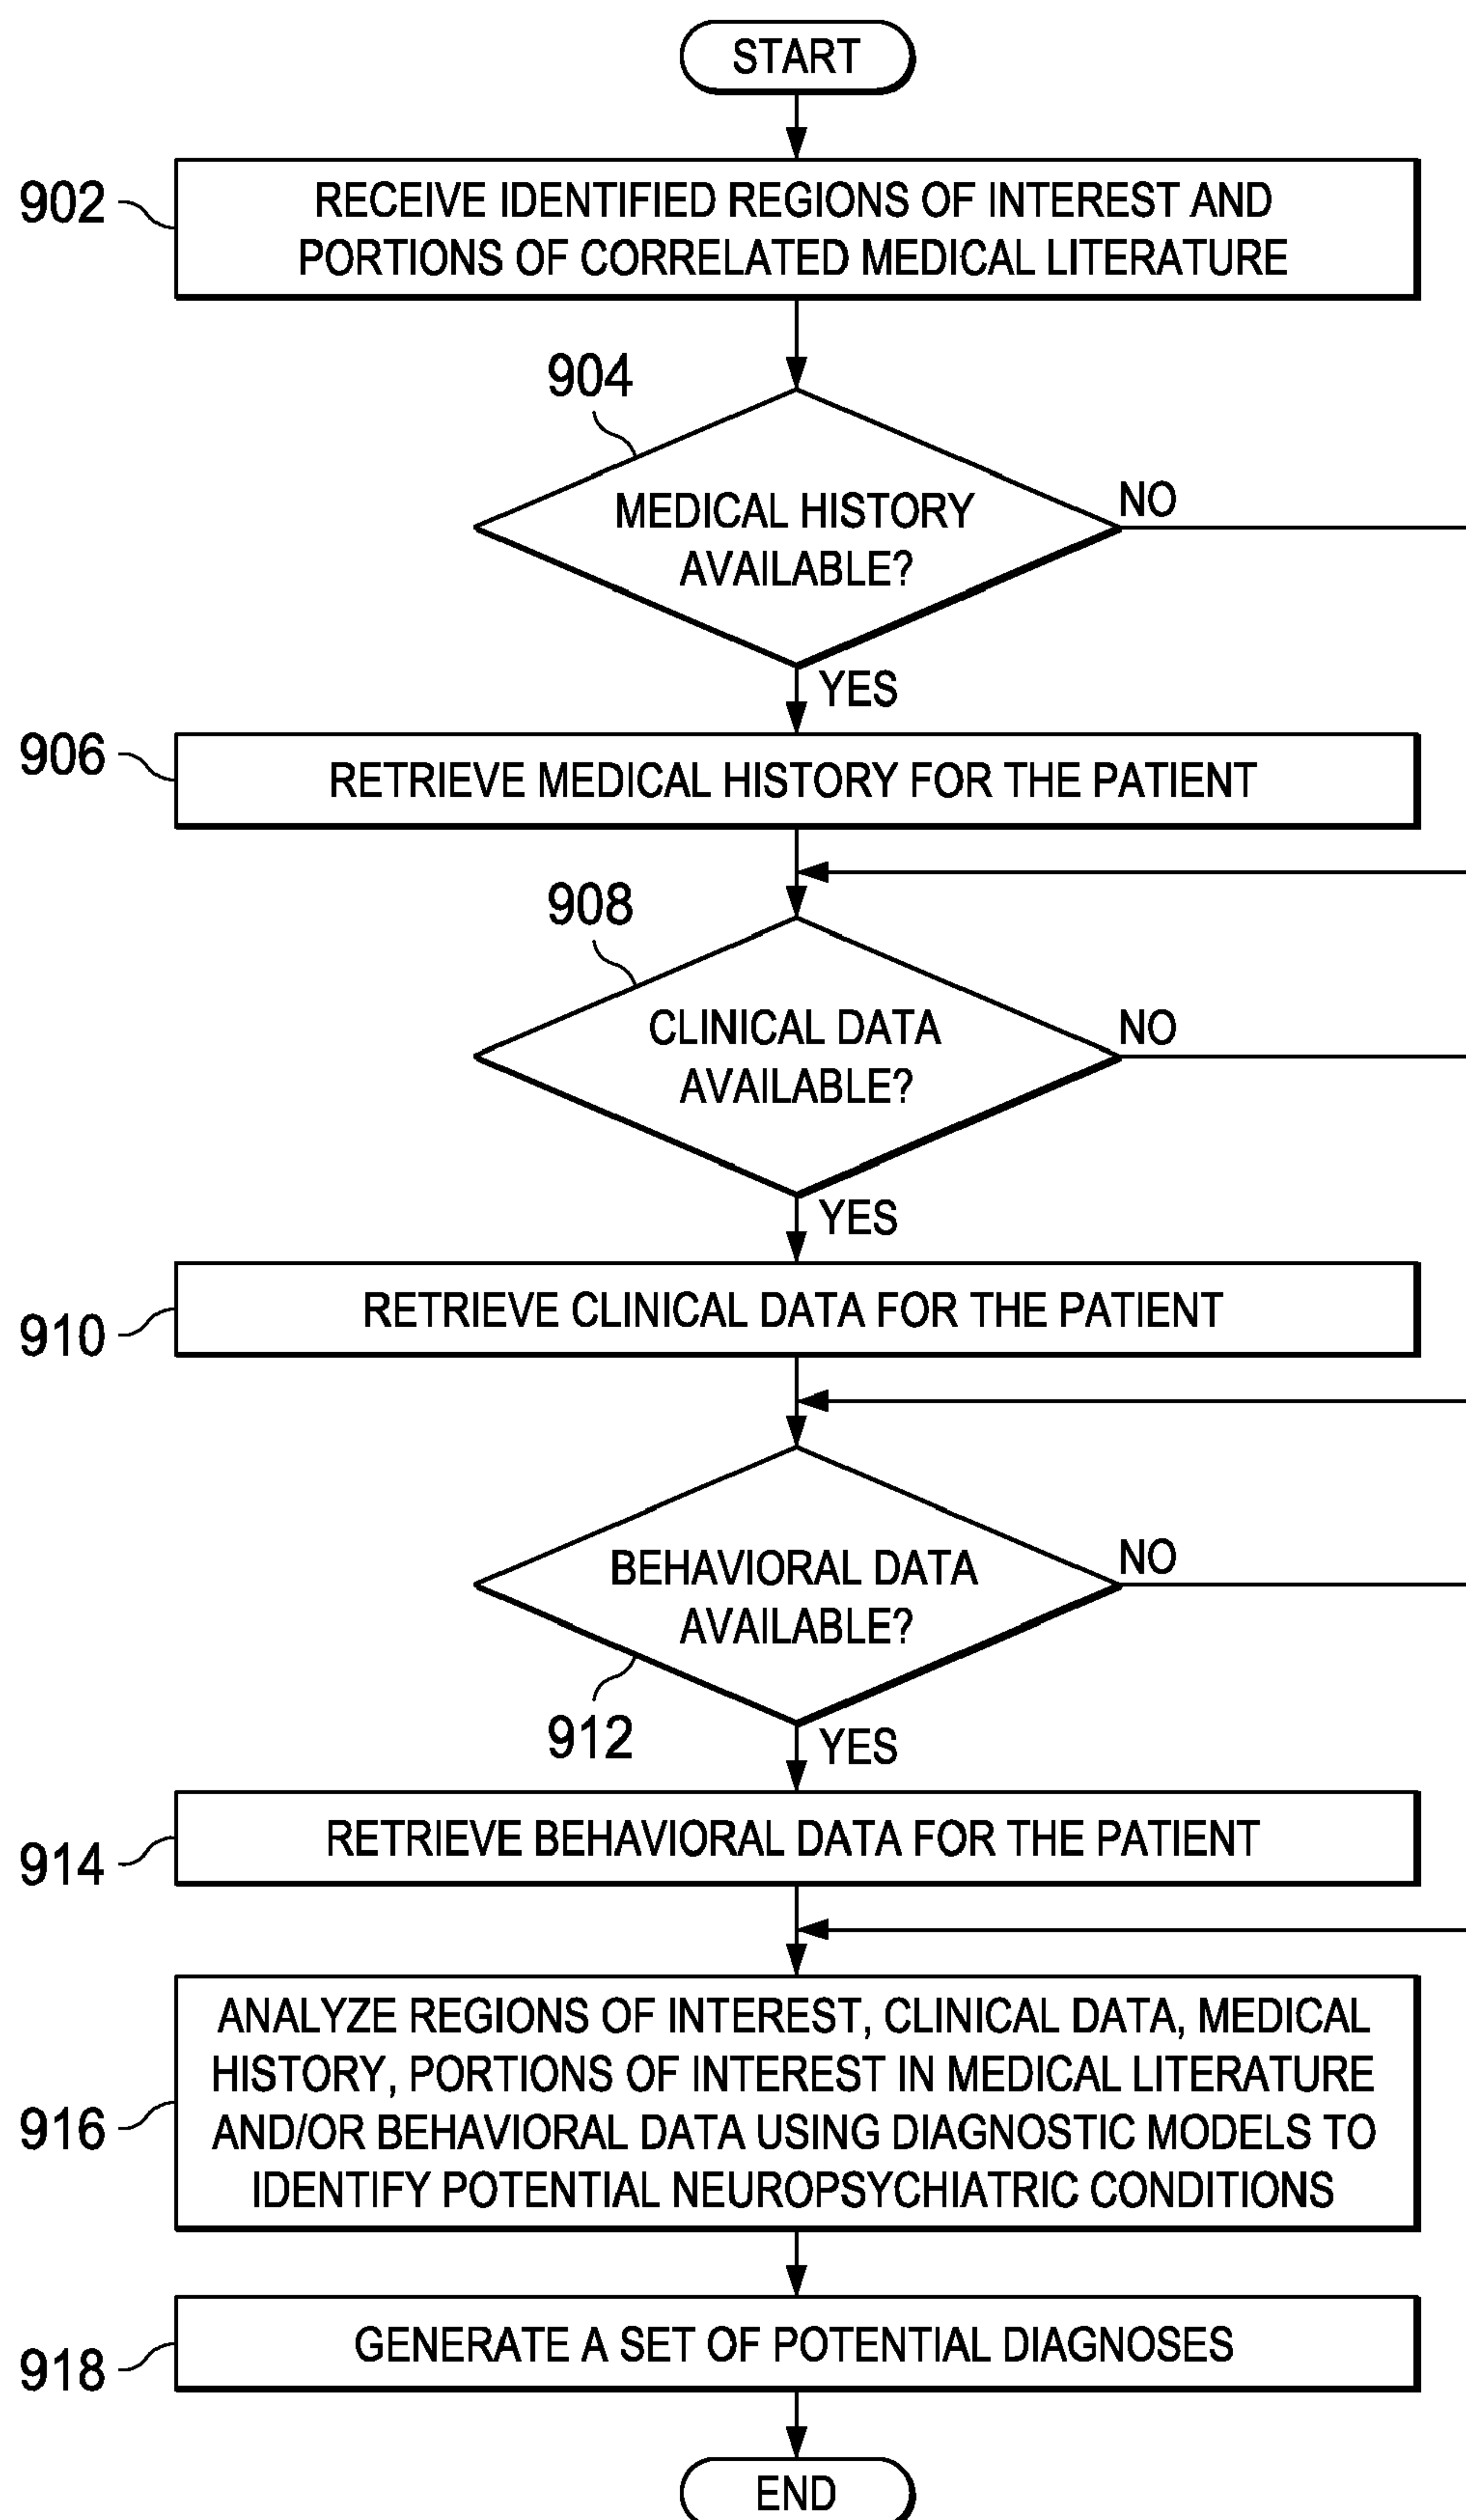 START
902
RECEIVE IDENTIFIED REGIONS OF INTEREST AND
PORTIONS OF CORRELATED MEDICAL LITERATURE
904
MEDICAL HISTORY
AVAILABLE?
NO
YES
906
RETRIEVE MEDICAL HISTORY FOR THE PATIENT
908
CLINICAL DATA
AVAILABLE?
NO
YES
910
RETRIEVE CLINICAL DATA FOR THE PATIENT
BEHAVIORAL DATA
AVAILABLE?
NO
912
YES
914
RETRIEVE BEHAVIORAL DATA FOR THE PATIENT
916
ANALYZE REGIONS OF INTEREST, CLINICAL DATA, MEDICAL
HISTORY, PORTIONS OF INTEREST IN MEDICAL LITERATURE
AND/OR BEHAVIORAL DATA USING DIAGNOSTIC MODELS TO
IDENTIFY POTENTIAL NEUROPSYCHIATRIC CONDITIONS
918
GENERATE A SET OF POTENTIAL DIAGNOSES
END